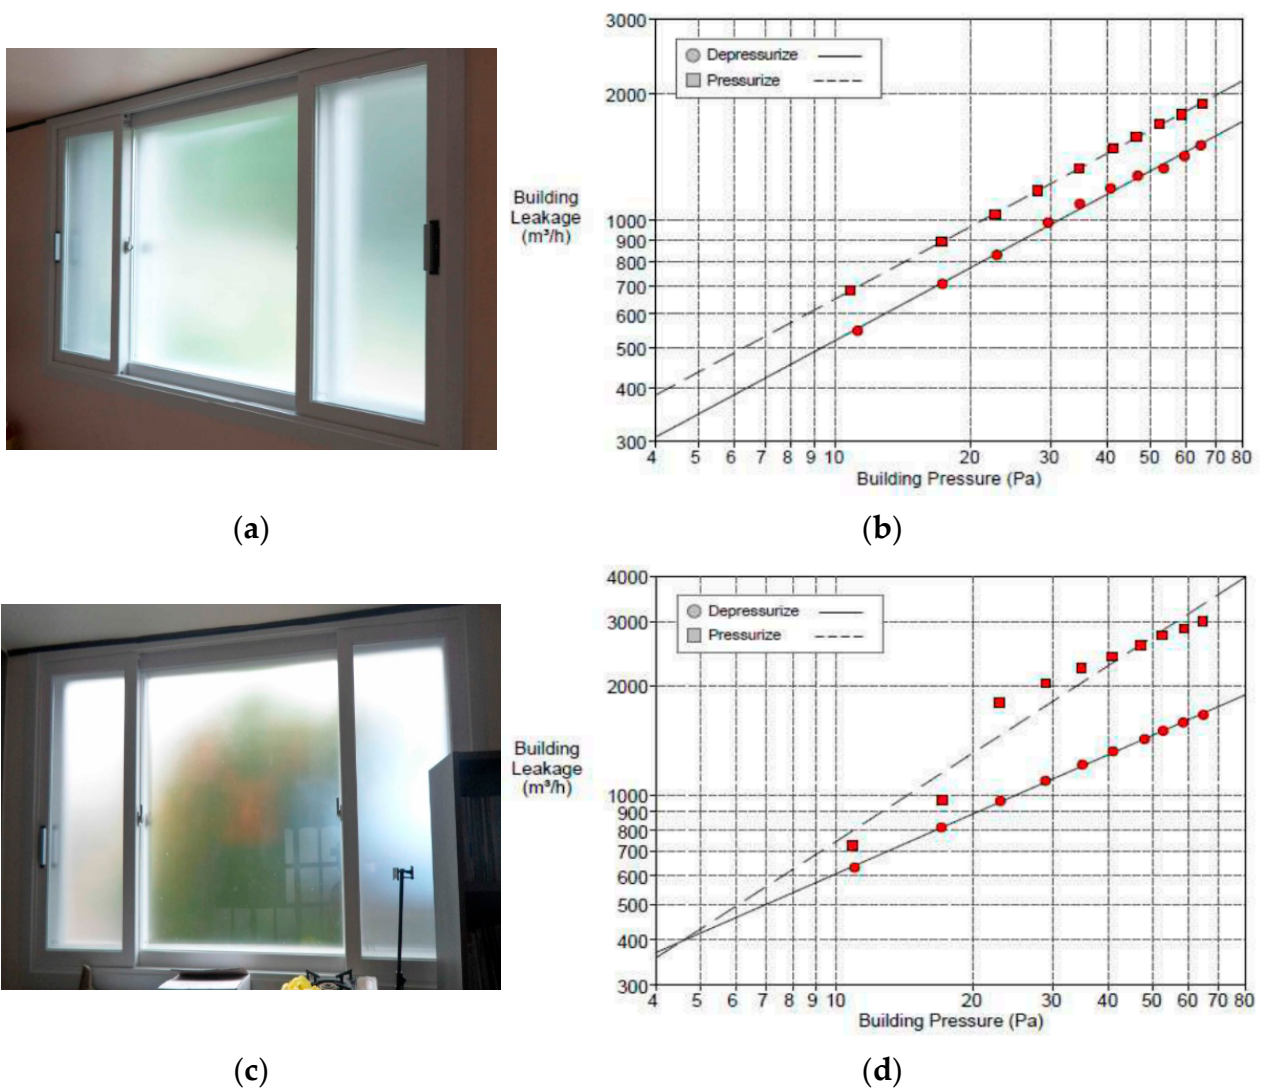 3000
2000
1000
900
800
700
600
500
400
300
Depressurize
Pressurize
Building
Leakage
(m³/h)
4 5 6 7 8 9 10 20 30 40 50 60 70 80
Building Pressure (Pa)
(a) (b)
4000
3000
2000
1000
900
800
700
600
500
400
300
Depressurize
Pressurize
Building
Leakage
(m³/h)
4 5 6 7 8 9 10 20 30 40 50 60 70 80
Building Pressure (Pa)
(c) (d)